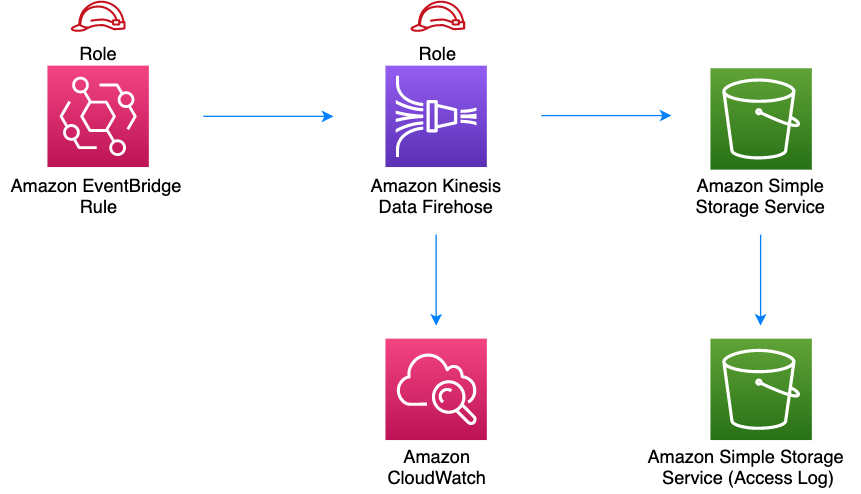 Role
Role
Amazon EventBridge
Rule
Amazon Kinesis
Data Firehose
Amazon Simple
Storage Service
Amazon
CloudWatch
Amazon Simple Storage
Service (Access Log)